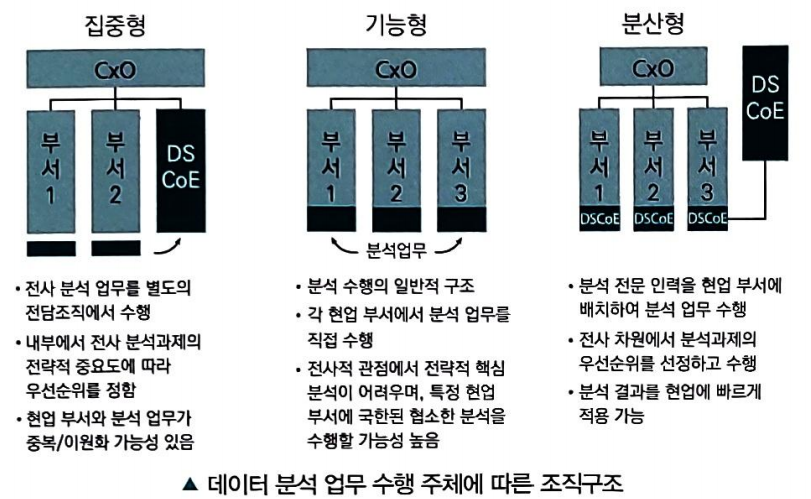 집중형
CxO
부서1
부서2
DS
CoE
• 전사 분석 업무를 별도의
전담조직에서 수행
• 내부에서 전사 분석과제의
전략적 중요도에 따라
우선순위를 정함
• 현업 부서와 분석 업무가
중복/이원화 가능성 있음
기능형
CxO
부서1
부서2
부서3
분석업무
• 분석 수행의 일반적 구조
• 각 현업 부서에서 분석 업무를
직접 수행
• 전사적 관점에서 전략적 핵심
분석이 어려우며, 특정 현업
부서에 국한된 협소한 분석을
수행할 가능성 높음
분산형
CxO
DS
CoE
부서1
부서2
부서3
DSCoE
DSCoE
DSCoE
• 분석 전문 인력을 현업 부서에
배치하여 분석 업무 수행
• 전사 차원에서 분석과제의
우선순위를 선정하고 수행
• 분석 결과를 현업에 빠르게
적용 가능
▲ 데이터 분석 업무 수행 주체에 따른 조직구조